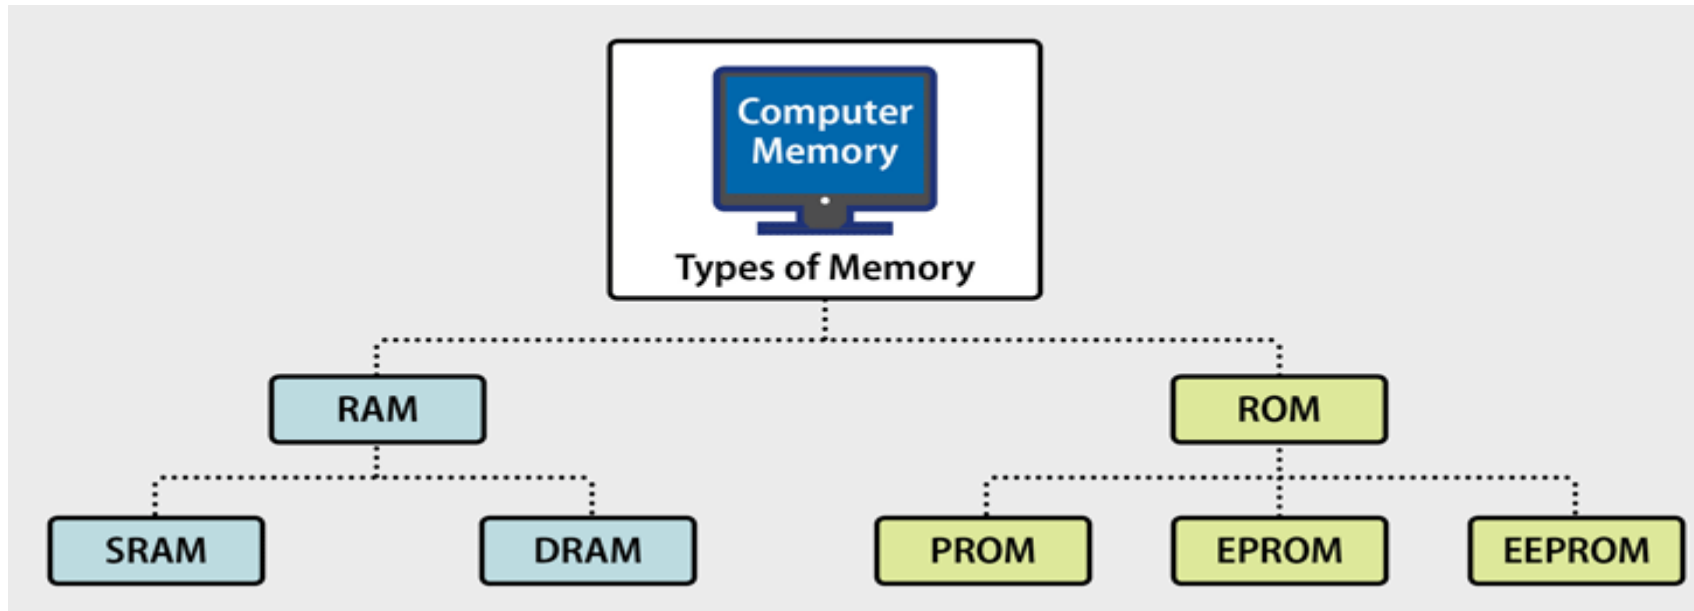 Computer
Memory
Types of Memory
RAM
ROM
SRAM
DRAM
PROM
EPROM
EEPROM